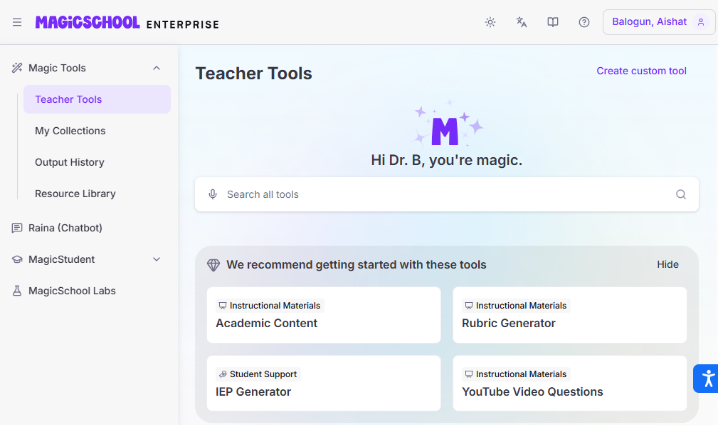 MAGICSCHOOL ENTERPRISE
Balogun, Aishat
Magic Tools
Teacher Tools
My Collections
Output History
Resource Library
Raina (Chatbot)
MagicStudent
MagicSchool Labs
Teacher Tools
Create custom tool
M
Hi Dr. B, you're magic.
Search all tools
We recommend getting started with these tools
Hide
Instructional Materials
Academic Content
Instructional Materials
Rubric Generator
Student Support
IEP Generator
Instructional Materials
YouTube Video Questions